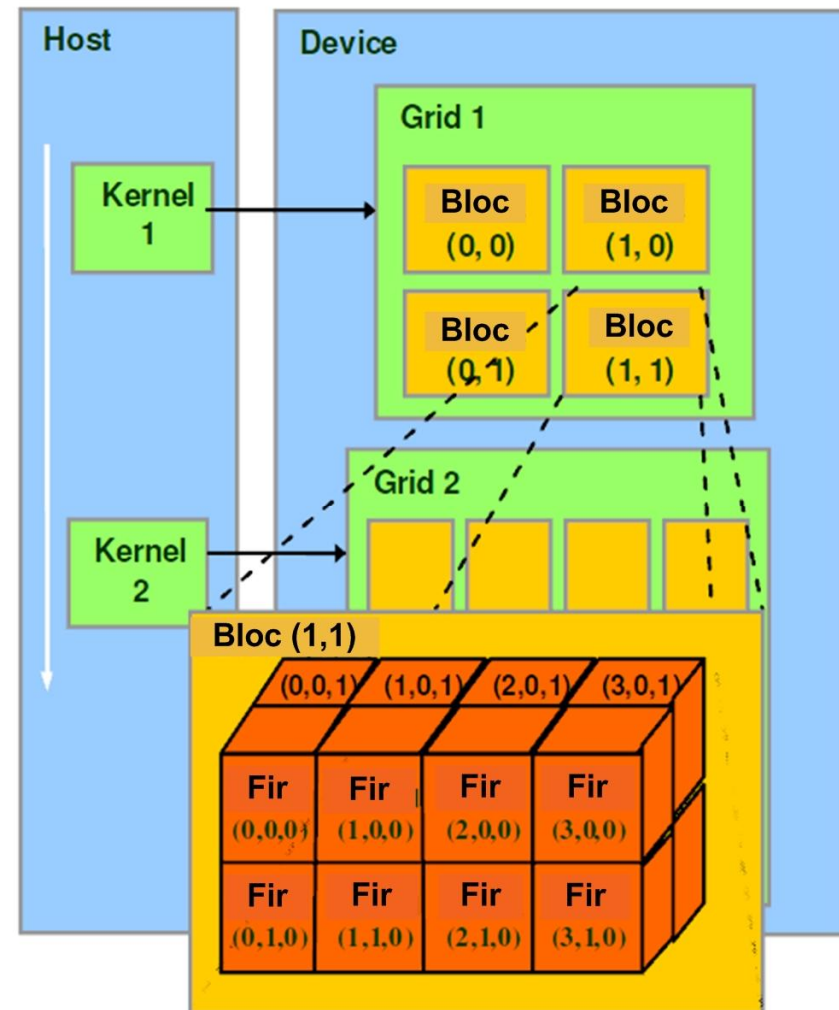 Host
Device
Grid 1
Kernel
1
Bloc
(0, 0)
Bloc
(1, 0)
Bloc
(0, 1)
Bloc
(1, 1)
Grid 2
Kernel
2
Bloc (1,1)
(0,0,1) (1,0,1) (2,0,1) (3,0,1)
Fir
(0,0,0)
Fir
(1,0,0)
Fir
(2,0,0)
Fir
(3,0,0)
Fir
(0,1,0)
Fir
(1,1,0)
Fir
(2,1,0)
Fir
(3,1,0)